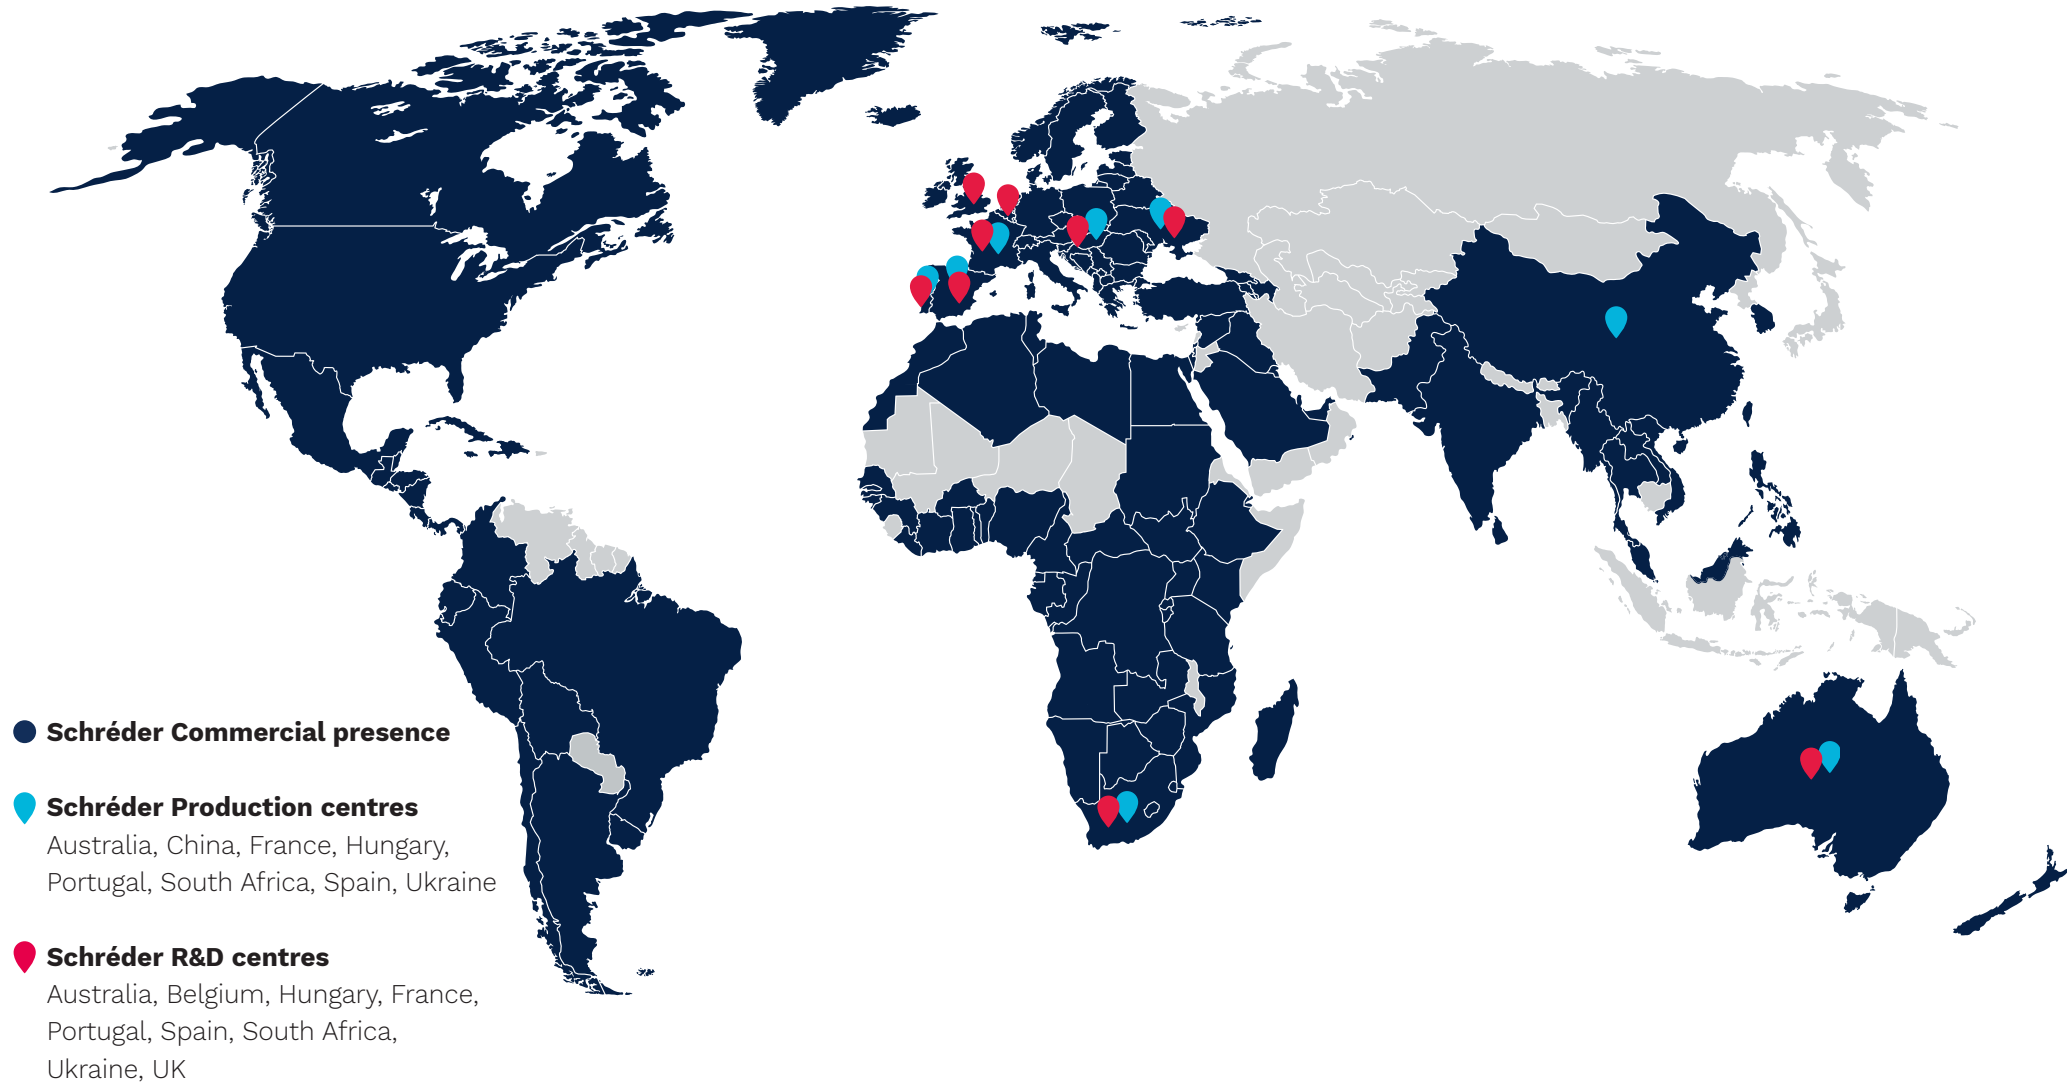 Schréder Commercial presence
Schréder Production centres
Australia, China, France, Hungary,
Portugal, South Africa, Spain, Ukraine
Schréder R&D centres
Australia, Belgium, Hungary, France,
Portugal, Spain, South Africa,
Ukraine, UK